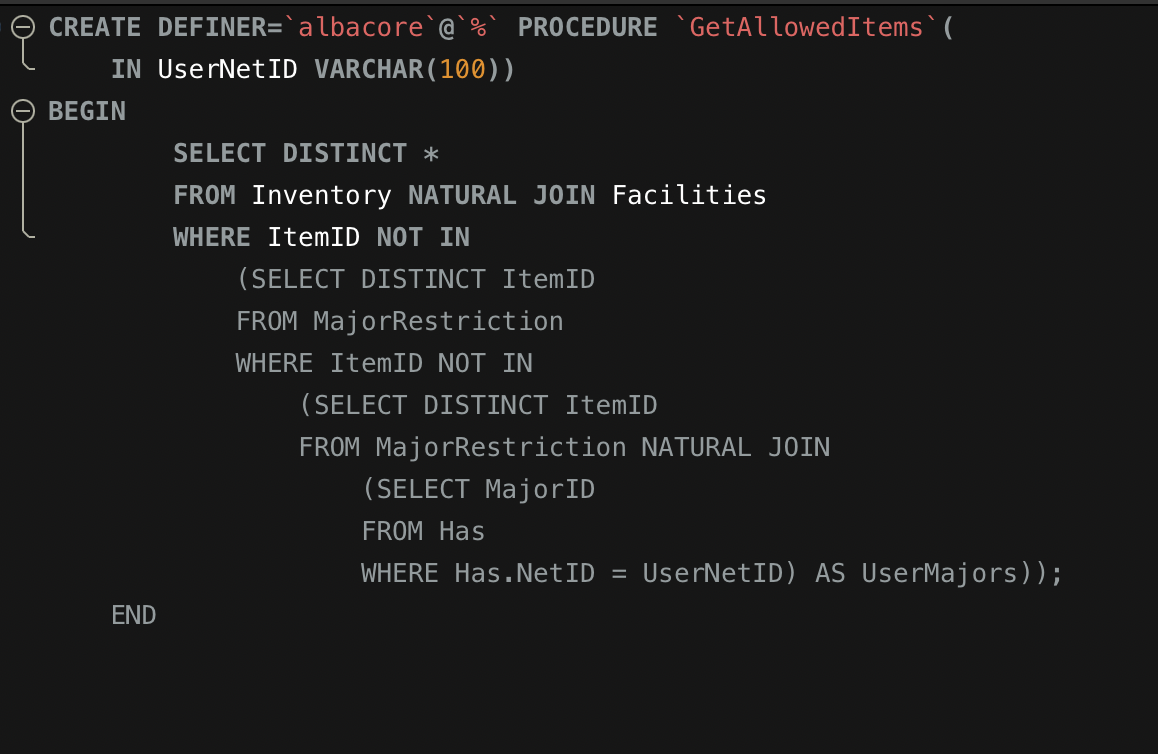 CREATE DEFINER=`albacore`@`%` PROCEDURE `GetAllowedItems`(
IN UserNetID VARCHAR(100))
BEGIN
SELECT DISTINCT *
FROM Inventory NATURAL JOIN Facilities
WHERE ItemID NOT IN
(SELECT DISTINCT ItemID
FROM MajorRestriction
WHERE ItemID NOT IN
(SELECT DISTINCT ItemID
FROM MajorRestriction NATURAL JOIN
(SELECT MajorID
FROM Has
WHERE Has.NetID = UserNetID) AS UserMajors));
END